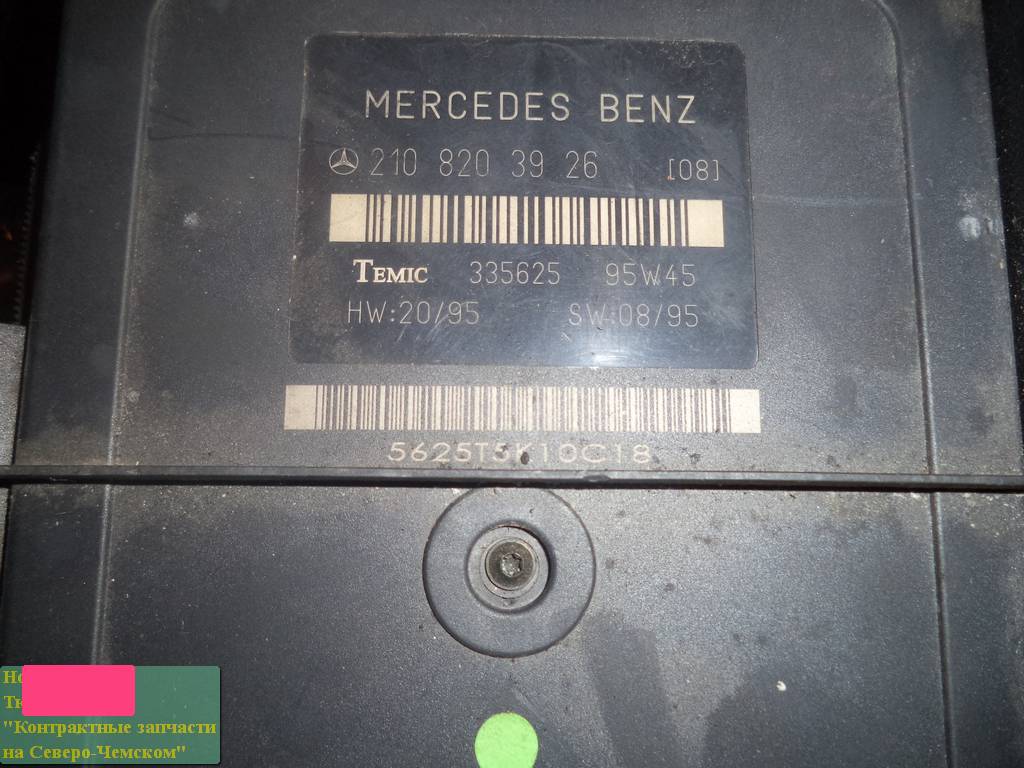 MERCEDES BENZ
210 820 39 26 [08]
TEMIC 335625 95W45
HW:20/95 SW:08/95
5625T5K10C18
"Контрактные запчасти
на Северо-Чемском"